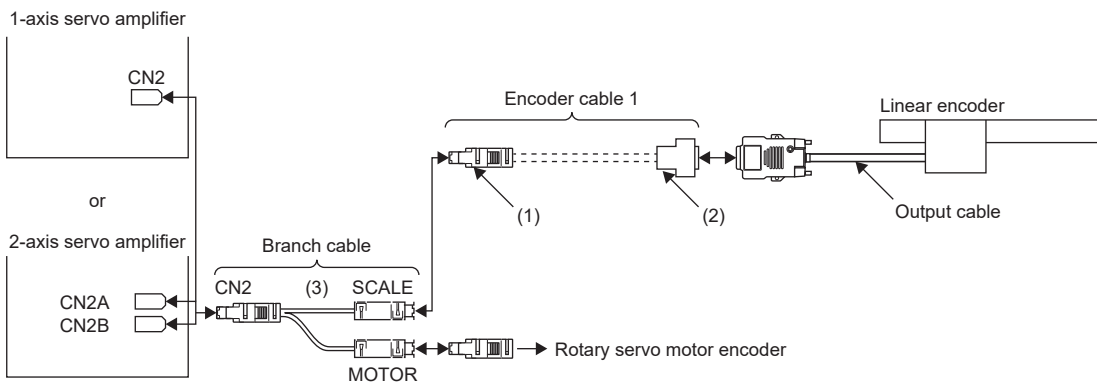 1-axis servo amplifier
CN2
Encoder cable 1
Linear encoder
(1)
(2)
Output cable
or
2-axis servo amplifier
Branch cable
CN2
(3)
SCALE
CN2A
CN2B
Rotary servo motor encoder
MOTOR